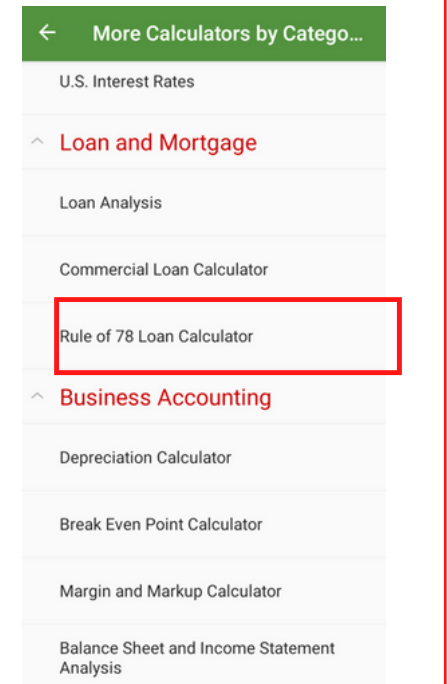 More Calculators by Catego...
U.S. Interest Rates
Loan and Mortgage
Loan Analysis
Commercial Loan Calculator
Rule of 78 Loan Calculator
Business Accounting
Depreciation Calculator
Break Even Point Calculator
Margin and Markup Calculator
Balance Sheet and Income Statement
Analysis